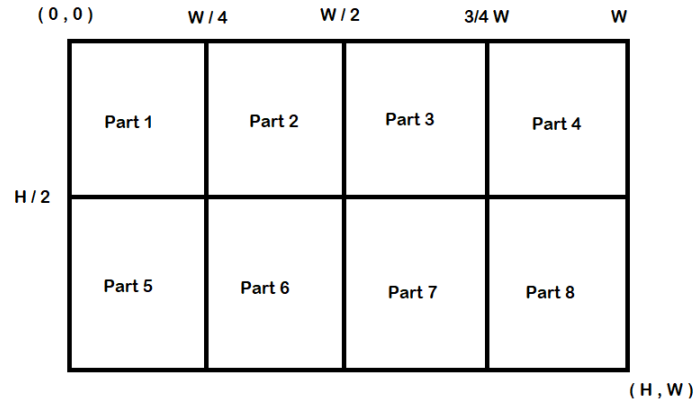 ( 0 , 0 ) W / 4 W / 2 3/4 W W
Part 1 Part 2 Part 3 Part 4
H / 2
Part 5 Part 6 Part 7 Part 8
( H , W )